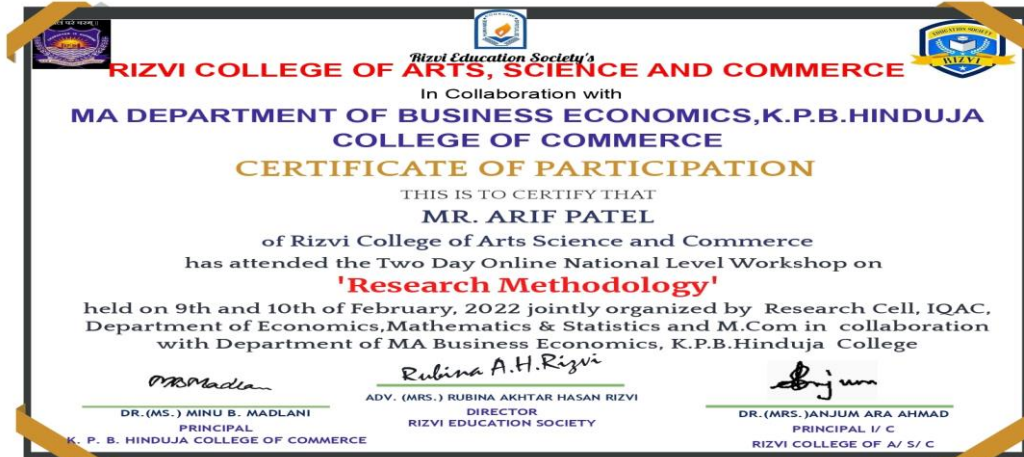 Rizvi Education Society's
RIZVI COLLEGE OF ARTS, SCIENCE AND COMMERCE
In Collaboration with
MA DEPARTMENT OF BUSINESS ECONOMICS,K.P.B.HINDUJA
COLLEGE OF COMMERCE
CERTIFICATE OF PARTICIPATION
THIS IS TO CERTIFY THAT
MR. ARIF PATEL
of Rizvi College of Arts Science and Commerce
has attended the Two Day Online National Level Workshop on
'Research Methodology'
held on 9th and 10th of February, 2022 jointly organized by Research Cell, IQAC,
Department of Economics,Mathematics & Statistics and M.Com in collaboration
with Department of MA Business Economics, K.P.B.Hinduja College
Rubina A.H.Rizvi
DR.(MS.) MINU B. MADLANI
PRINCIPAL
K. P. B. HINDUJA COLLEGE OF COMMERCE
ADV. (MRS.) RUBINA AKHTAR HASAN RIZVI
DIRECTOR
RIZVI EDUCATION SOCIETY
DR.(MRS.)ANJUM ARA AHMAD
PRINCIPAL I/ C
RIZVI COLLEGE OF A/ S/ C
EDUCATION SOCIETY
RIZVI